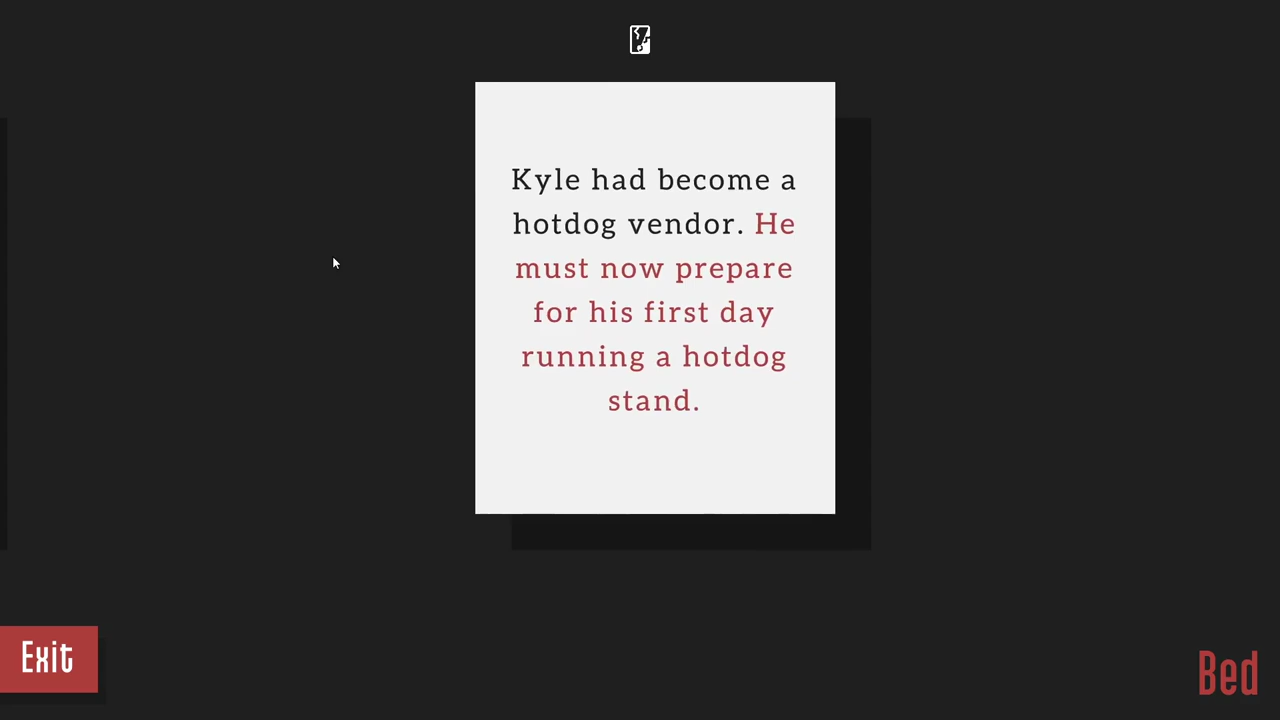 Kyle had become a
hotdog vendor. He
must now prepare
for his first day
running a hotdog
stand.
Exit
Bed